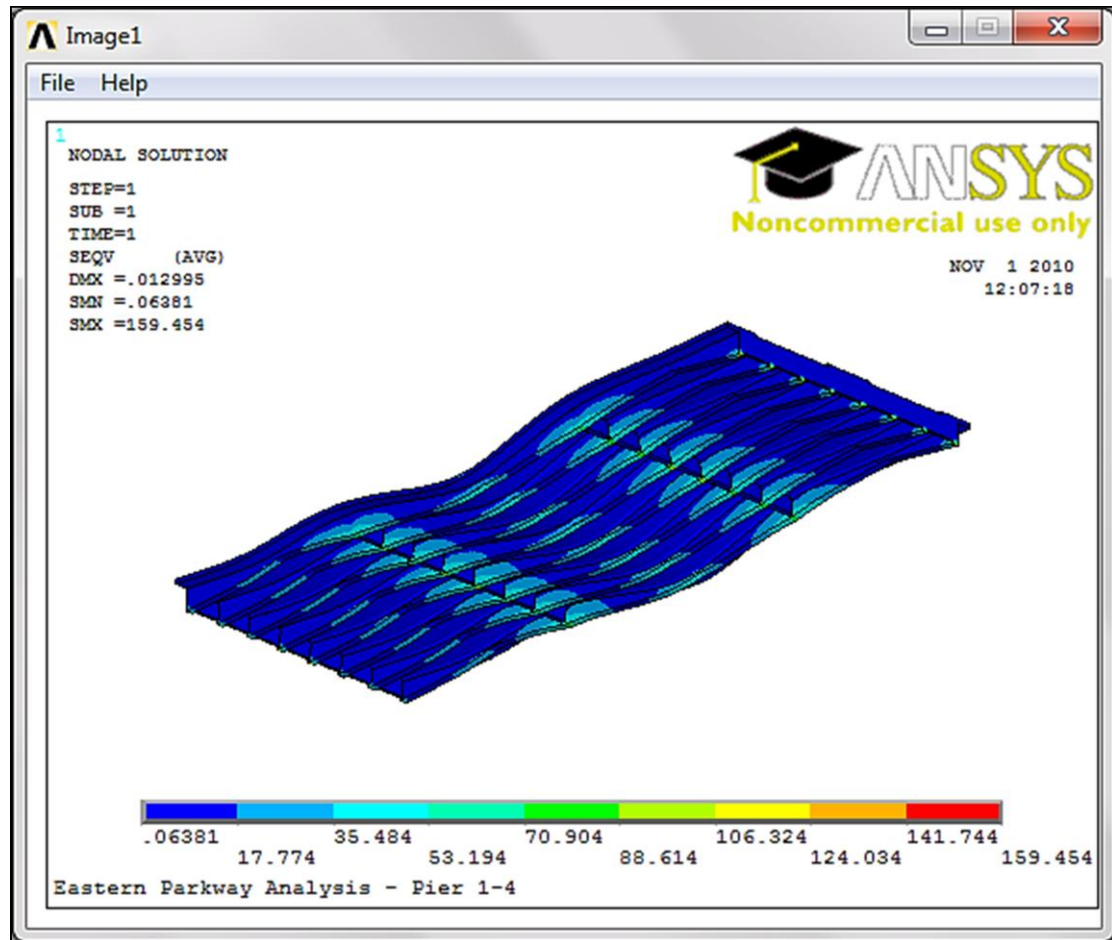 Image1
File Help
1
NODAL SOLUTION
STEP=1
SUB =1
TIME=1
SEQV (AVG)
DMX =.012995
SMN =.06381
SMX =159.454
ANSYS
Noncommercial use only
NOV 1 2010
12:07:18
.06381 35.484 70.904 106.324 141.744
17.774 53.194 88.614 124.034 159.454
Eastern Parkway Analysis - Pier 1-4